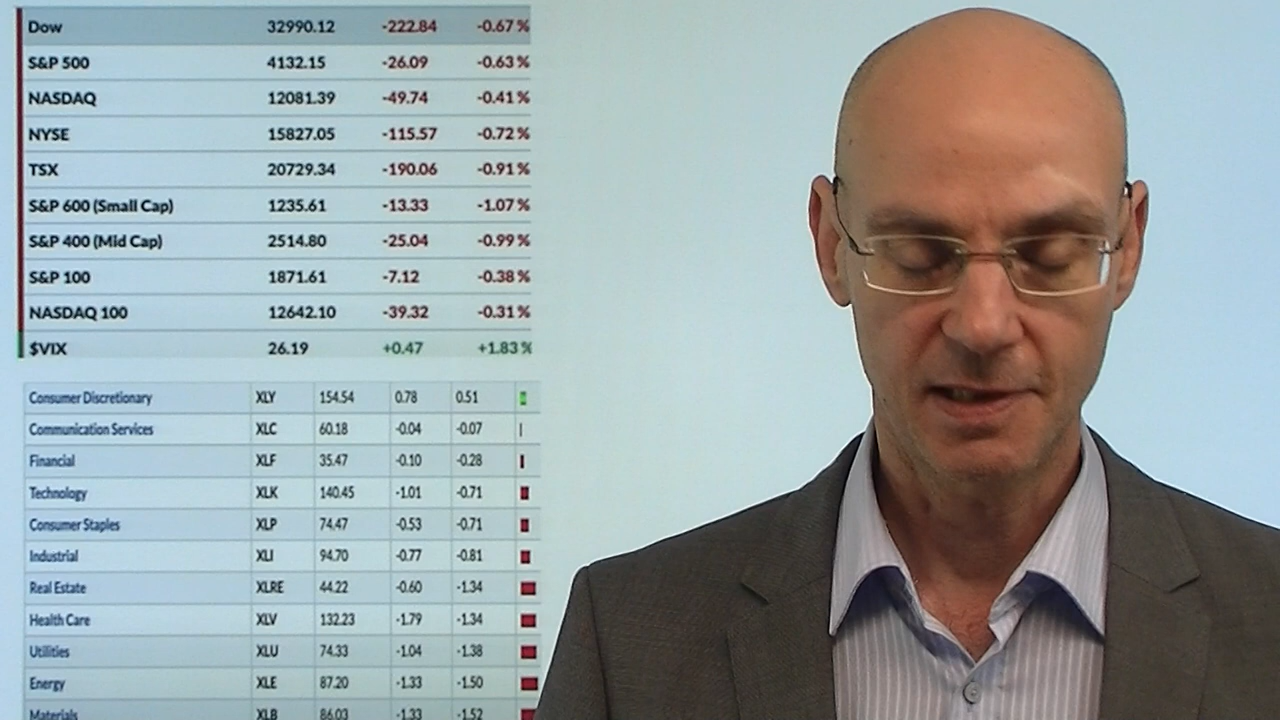 Dow 32990.12 -222.84 -0.67 %
S&P 500 4132.15 -26.09 -0.63 %
NASDAQ 12081.39 -49.74 -0.41 %
NYSE 15827.05 -115.57 -0.72 %
TSX 20729.34 -190.06 -0.91 %
S&P 600 (Small Cap) 1235.61 -13.33 -1.07 %
S&P 400 (Mid Cap) 2514.80 -25.04 -0.99 %
S&P 100 1871.61 -7.12 -0.38 %
NASDAQ 100 12642.10 -39.32 -0.31 %
$VIX 26.19 +0.47 +1.83 %
Consumer Discretionary XLY 154.54 0.78 0.51
Communication Services XLC 60.18 -0.04 -0.07
Financial XLF 35.47 -0.10 -0.28
Technology XLK 140.45 -1.01 -0.71
Consumer Staples XLP 74.47 -0.53 -0.71
Industrial XLI 94.70 -0.77 -0.81
Real Estate XLRE 44.22 -0.60 -1.34
Health Care XLV 132.23 -1.79 -1.34
Utilities XLU 74.33 -1.04 -1.38
Energy XLE 87.20 -1.33 -1.50
Materials XLB 86.03 -1.33 -1.52